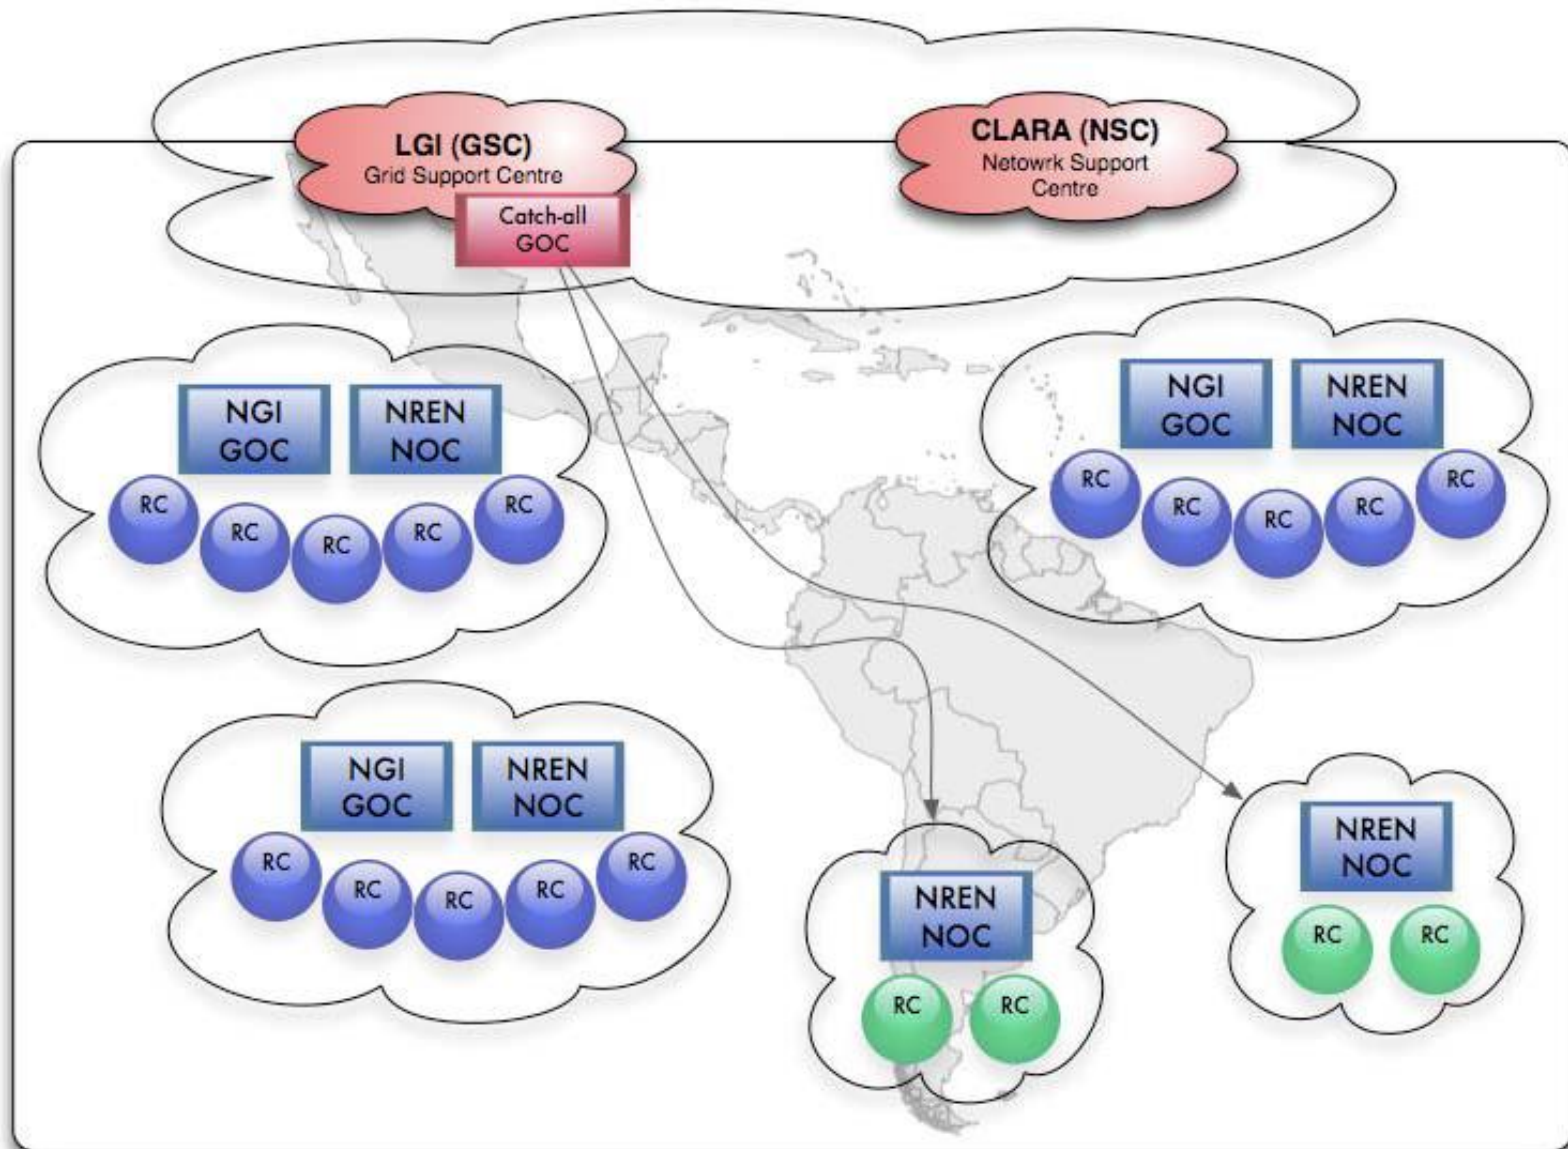 LGI (GSC)
Grid Support Centre
Catch-all
GOC
CLARA (NSC)
Netowrk Support
Centre
NGI
GOC
NREN
NOC
RC
RC
RC
RC
RC
NGI
GOC
NREN
NOC
RC
RC
RC
RC
RC
NGI
GOC
NREN
NOC
RC
RC
RC
RC
RC
NREN
NOC
RC
RC
NREN
NOC
RC
RC